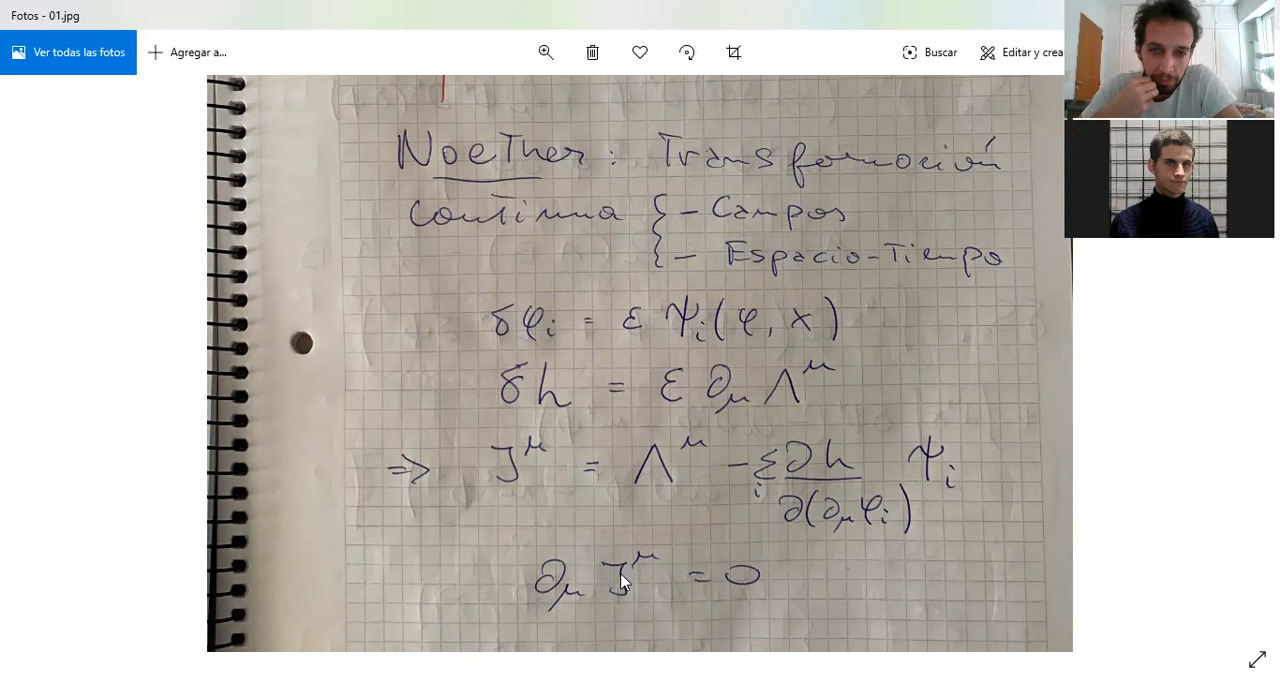 Fotos - 01.jpg
Ver todas las fotos
Agregar a...
Buscar
Editar y crea
Noether: Transformación
continua { - Campos
- Espacio-Tiempo
δφi = ε Ψi(φ, x)
δh = ε ∂μ Λ^μ
⇒ J^μ = Λ^μ - Σi ∂h/∂(∂μφi) Ψi
∂μ J^μ = 0